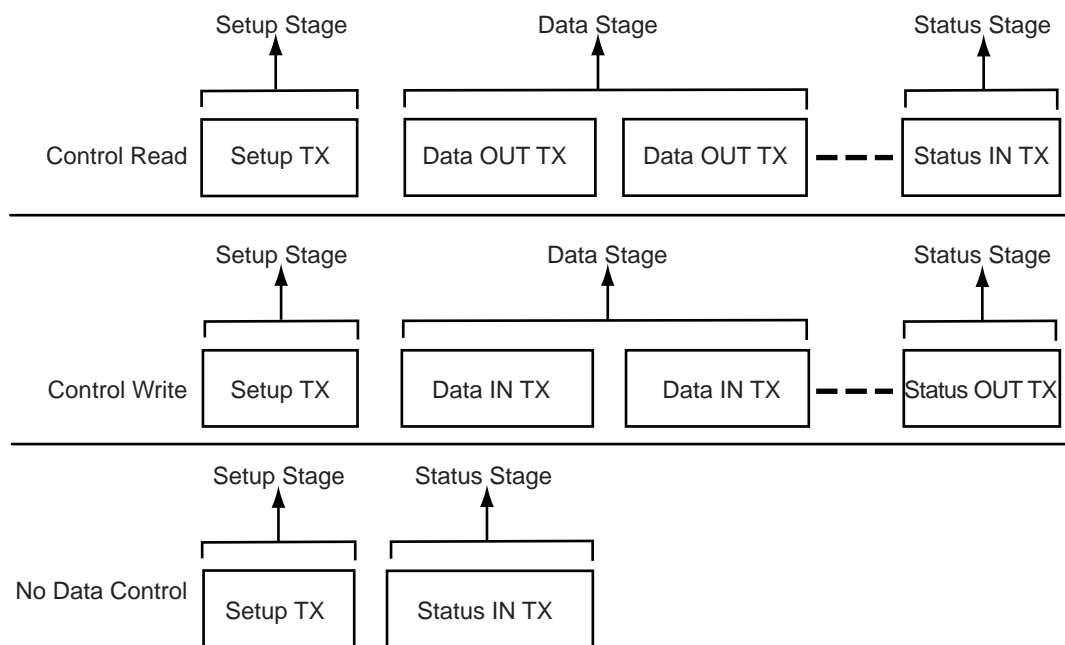 Setup Stage Data Stage Status Stage
Control Read Setup TX Data OUT TX Data OUT TX Status IN TX
Setup Stage Data Stage Status Stage
Control Write Setup TX Data IN TX Data IN TX Status OUT TX
Setup Stage Status Stage
No Data Control Setup TX Status IN TX